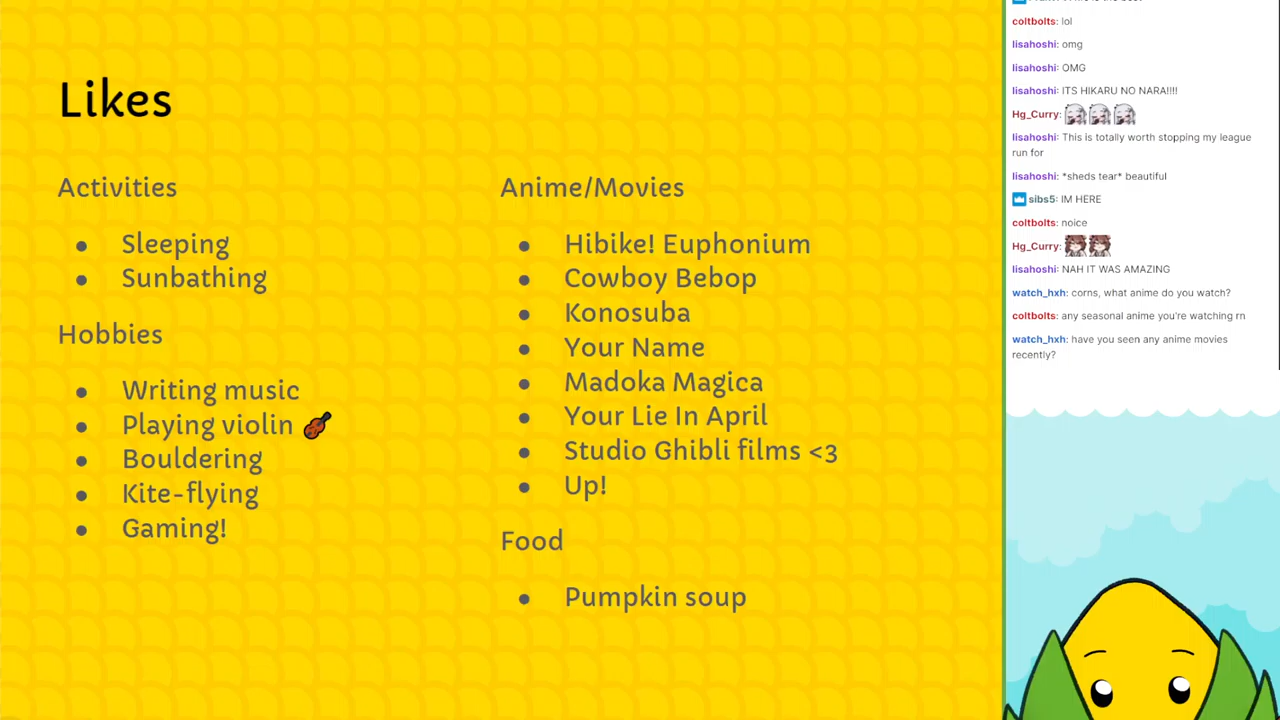 Likes
Activities
Sleeping
Sunbathing
Hobbies
Writing music
Playing violin
Bouldering
Kite-flying
Gaming!
Anime/Movies
Hibike! Euphonium
Cowboy Bebop
Konosuba
Your Name
Madoka Magica
Your Lie In April
Studio Ghibli films <3
Up!
Food
Pumpkin soup
coltbolts: lol
lisahoshi: omg
lisahoshi: OMG
lisahoshi: ITS HIKARU NO NARA!!!!
Hg_Curry:
lisahoshi: This is totally worth stopping my league
run for
lisahoshi: *sheds tear* beautiful
sibs5: IM HERE
coltbolts: noice
Hg_Curry:
lisahoshi: NAH IT WAS AMAZING
watch_hxh: corns, what anime do you watch?
coltbolts: any seasonal anime you're watching rn
watch_hxh: have you seen any anime movies
recently?